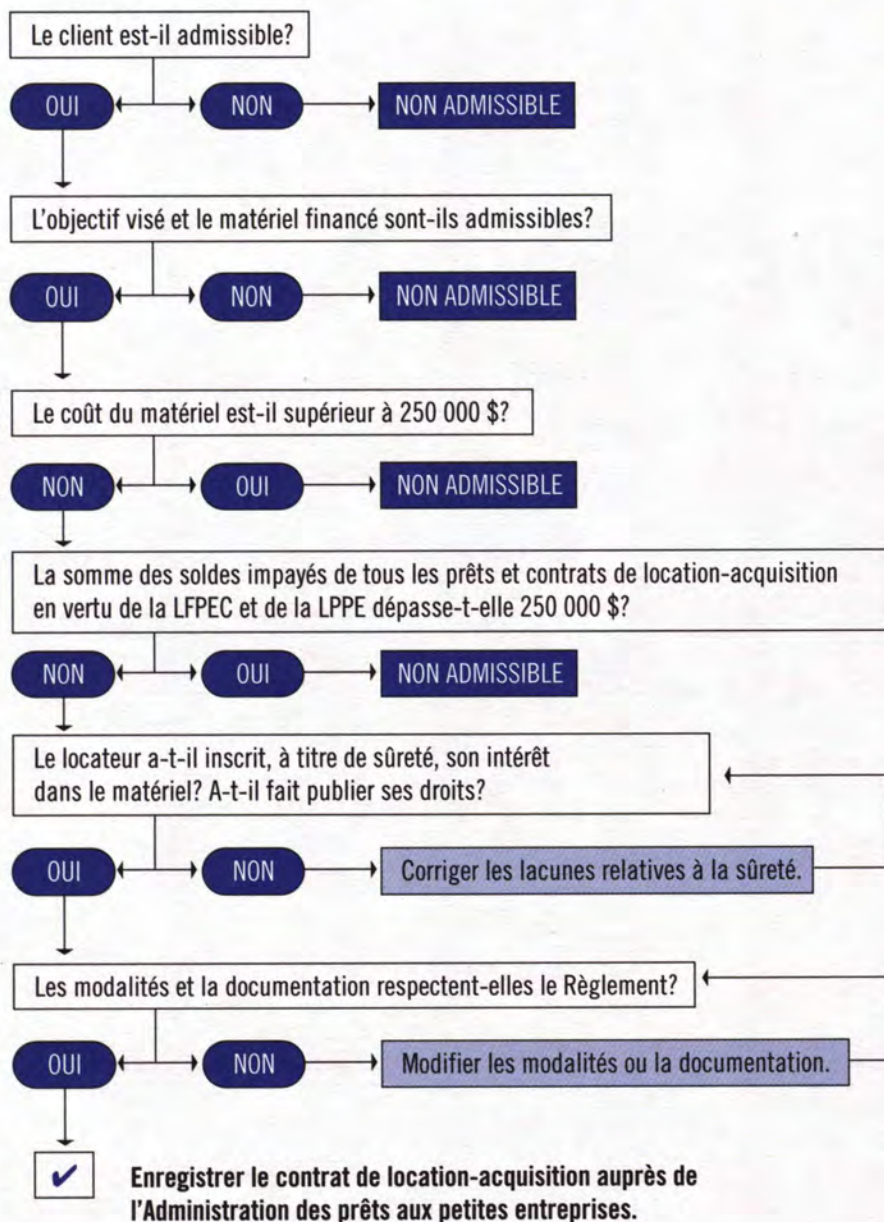 Le client est-il admissible?
OUI NON NON ADMISSIBLE
L'objectif visé et le matériel financé sont-ils admissibles?
OUI NON NON ADMISSIBLE
Le coût du matériel est-il supérieur à 250 000 $?
NON OUI NON ADMISSIBLE
La somme des soldes impayés de tous les prêts et contrats de location-acquisition
en vertu de la LFPEC et de la LPPE dépasse-t-elle 250 000 $?
NON OUI NON ADMISSIBLE
Le locateur a-t-il inscrit, à titre de sûreté, son intérêt
dans le matériel? A-t-il fait publier ses droits?
OUI NON Corriger les lacunes relatives à la sûreté.
Les modalités et la documentation respectent-elles le Règlement?
OUI NON Modifier les modalités ou la documentation.
✔ Enregistrer le contrat de location-acquisition auprès de
l'Administration des prêts aux petites entreprises.